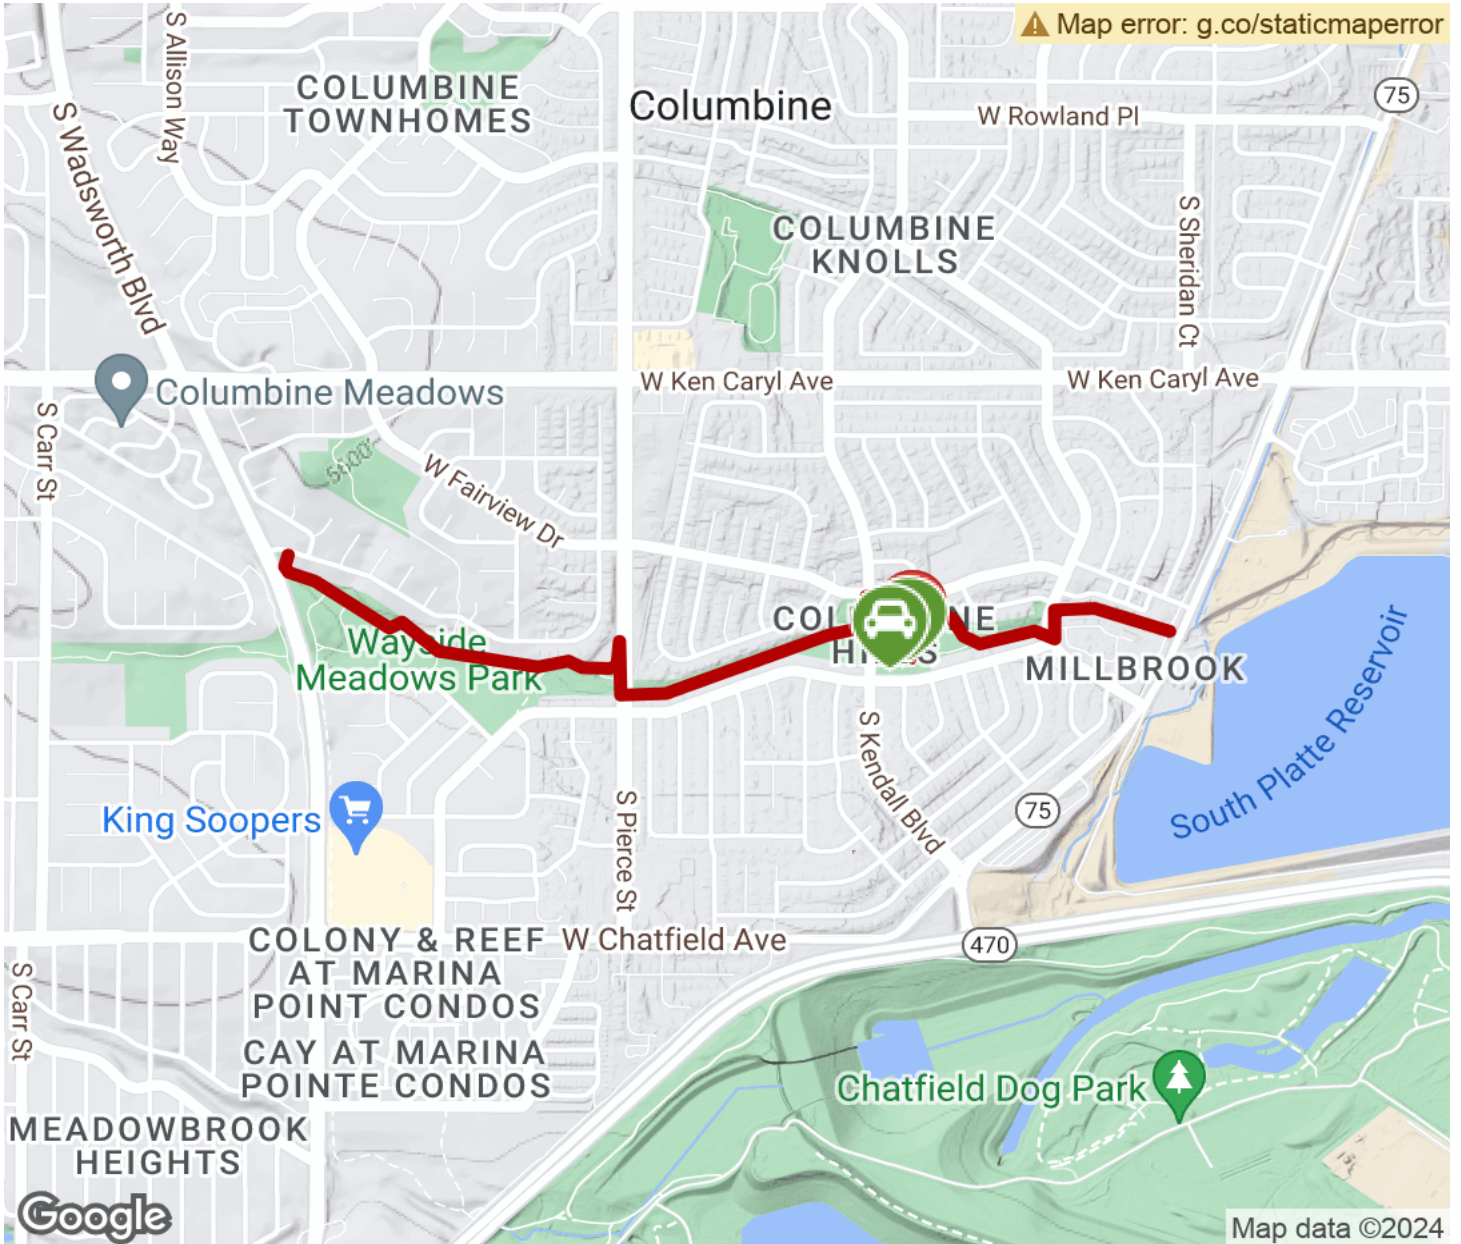 Map error: g.co/staticmaperror
S Allison Way
COLUMBINE
TOWNHOMES
Columbine
75
W Rowland Pl
S Wadsworth Blvd
S Sheridan Ct
COLUMBINE
KNOLLS
W Ken Caryl Ave
W Ken Caryl Ave
Columbine Meadows
S Carr St
5600'
W Fairview Dr
Wayside
Meadows Park
MILLBROOK
South Platte Reservoir
S Kendall Blvd
King Soopers
S Pierce St
75
COLONY & REEF
AT MARINA
POINT CONDOS
W Chatfield Ave
470
S Carr St
CAY AT MARINA
POINTE CONDOS
Chatfield Dog Park
MEADOWBROOK
HEIGHTS
Google
Map data ©2024